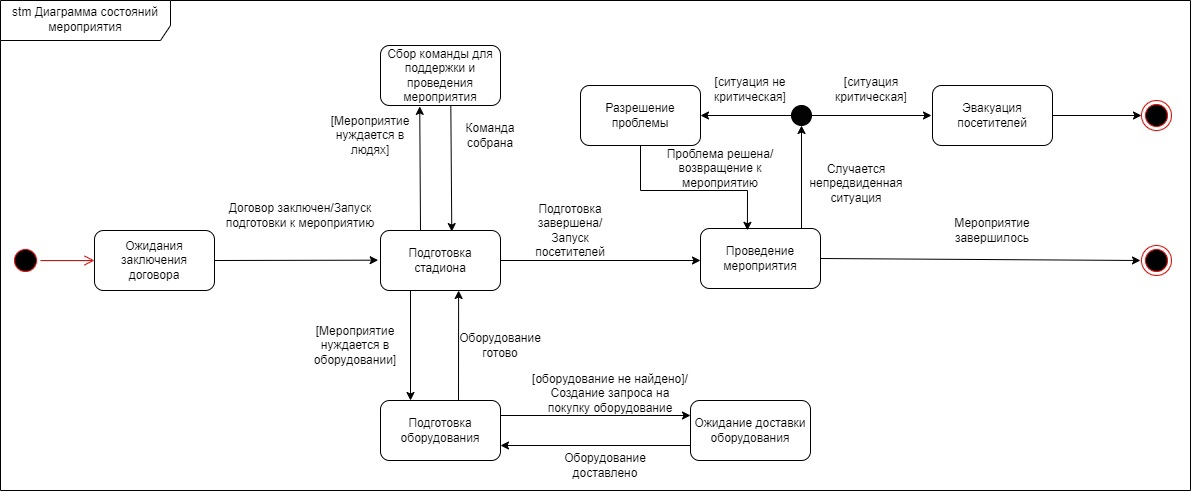 stm Диаграмма состояний
мероприятия
Сбор команды для
поддержки и
проведения
мероприятия
[Мероприятие
нуждается в
людях]
Команда
собрана
Разрешение
проблемы
[ситуация не
критическая]
[ситуация
критическая]
Эвакуация
посетителей
Проблема решена/
возвращение к
мероприятию
Случается
непредвиденная
ситуация
Ожидания
заключения
договора
Договор заключен/Запуск
подготовки к мероприятию
Подготовка
стадиона
Подготовка
завершена/
Запуск
посетителей
Проведение
мероприятия
Мероприятие
завершилось
[Мероприятие
нуждается в
оборудовании]
Оборудование
готово
Подготовка
оборудования
[оборудование не найдено]/
Создание запроса на
покупку оборудование
Ожидание доставки
оборудования
Оборудование
доставлено